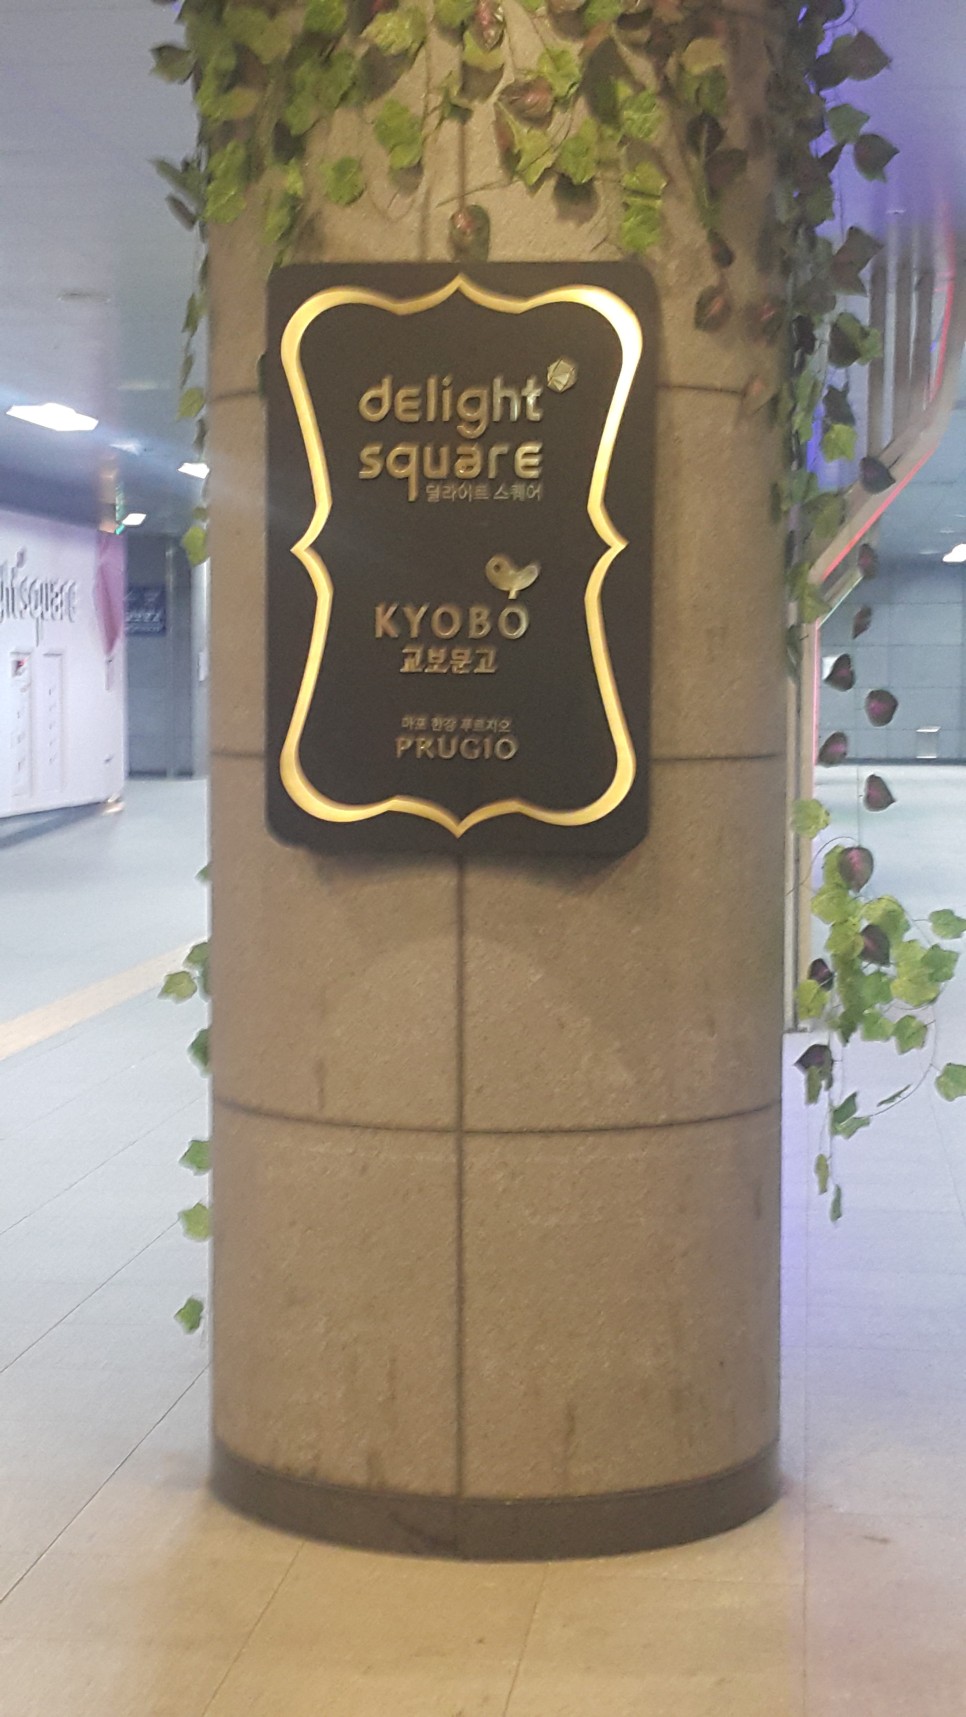 delight
square
딜라이트 스퀘어
KYOBO
교보문고
마포 한강 푸르지오
PRUGIO
square